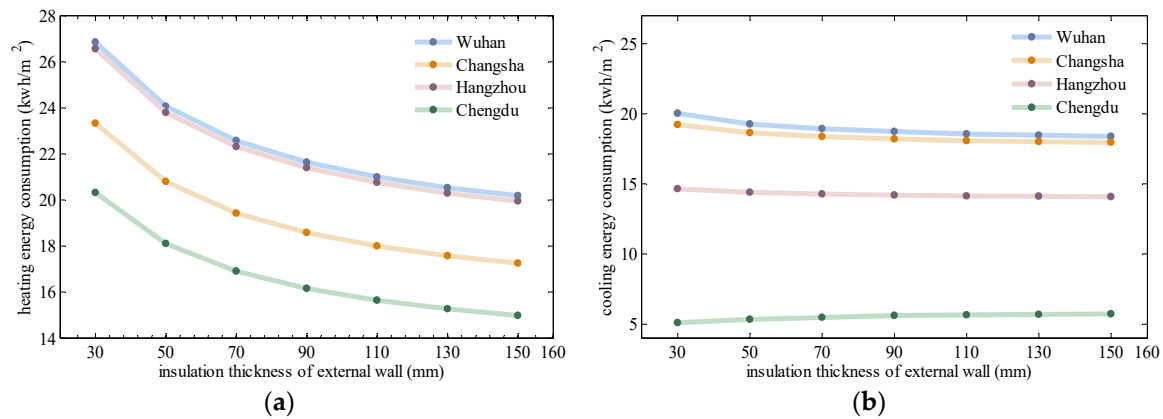 28
26
24
22
20
18
16
14
heating energy consumption (kwh/m 2)
Wuhan
Changsha
Hangzhou
Chengdu
30 50 70 90 110 130 150 160
insulation thickness of external wall (mm)
(a)
25
20
15
10
5
cooling energy consumption (kwh/m 2)
Wuhan
Changsha
Hangzhou
Chengdu
30 50 70 90 110 130 150 160
insulation thickness of external wall (mm)
(b)